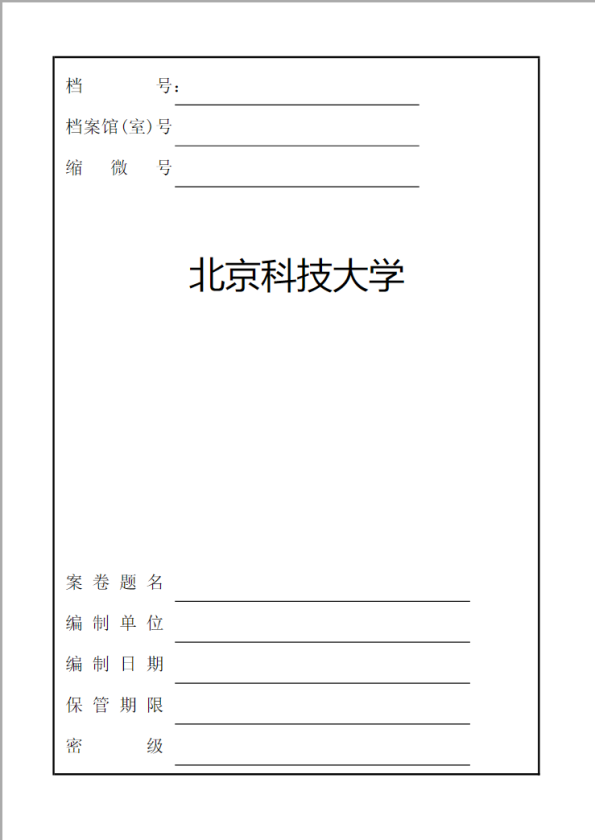 档 号：
档案馆(室)号
缩 微 号
北京科技大学
案 卷 题 名
编 制 单 位
编 制 日 期
保 管 期 限
密 级